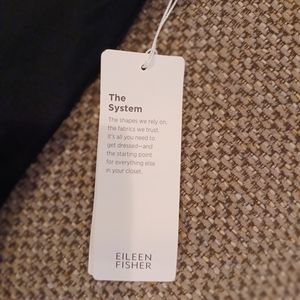 The
System
The shapes we rely on,
the fabrics we trust.
It's all you need to
get dressed—and
the starting point
for everything else
in your closet.
EILEEN
FISHER